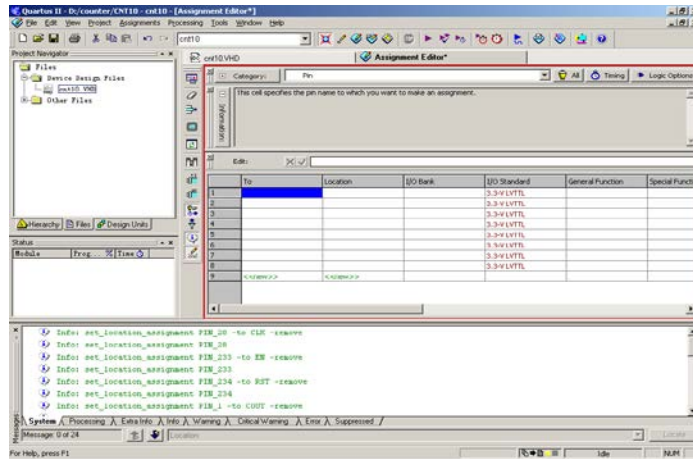 Quartus II - D:/counter/CNT10 - cnt10 - [Assignment Editor*]
File Edit View Project Assignments Processing Tools Window Help
cnt10
Project Navigator
Files
Device Design Files
cnt10.VHD
Other Files
Hierarchy Files Design Units
Status
Module Prog... % Time
cnt10.VHD
Assignment Editor*
Category: Pin All Timing Logic Options
Information
This cell specifies the pin name to which you want to make an assignment.
Edit:
To Location I/O Bank I/O Standard General Function Special Functi
1 3.3-V LVTTL
2 3.3-V LVTTL
3 3.3-V LVTTL
4 3.3-V LVTTL
5 3.3-V LVTTL
6 3.3-V LVTTL
7 3.3-V LVTTL
8 3.3-V LVTTL
9 <<new>> <<new>>
Info: set_location_assignment PIN_28 -to CLK -remove
Info: set_location_assignment PIN_28
Info: set_location_assignment PIN_233 -to EN -remove
Info: set_location_assignment PIN_233
Info: set_location_assignment PIN_234 -to RST -remove
Info: set_location_assignment PIN_234
Info: set_location_assignment PIN_1 -to COUT -remove
System Processing Extra Info Info Warning Critical Warning Error Suppressed
Messages
Message: 0 of 24 Location Locate
For Help, press F1 Idle NUM